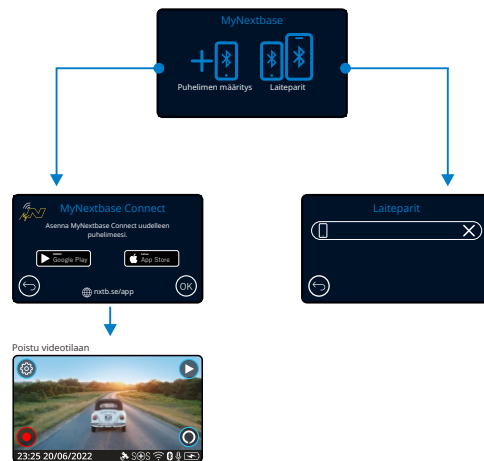 MyNextbase
Puhelimen määritys
Laiteparit
MyNextbase Connect
Asenna MyNextbase Connect uudelleen
puhelimeesi.
Google Play
App Store
nxtb.se/app
OK
Laiteparit
Poistu videotilaan
23:25 20/06/2022
SOS